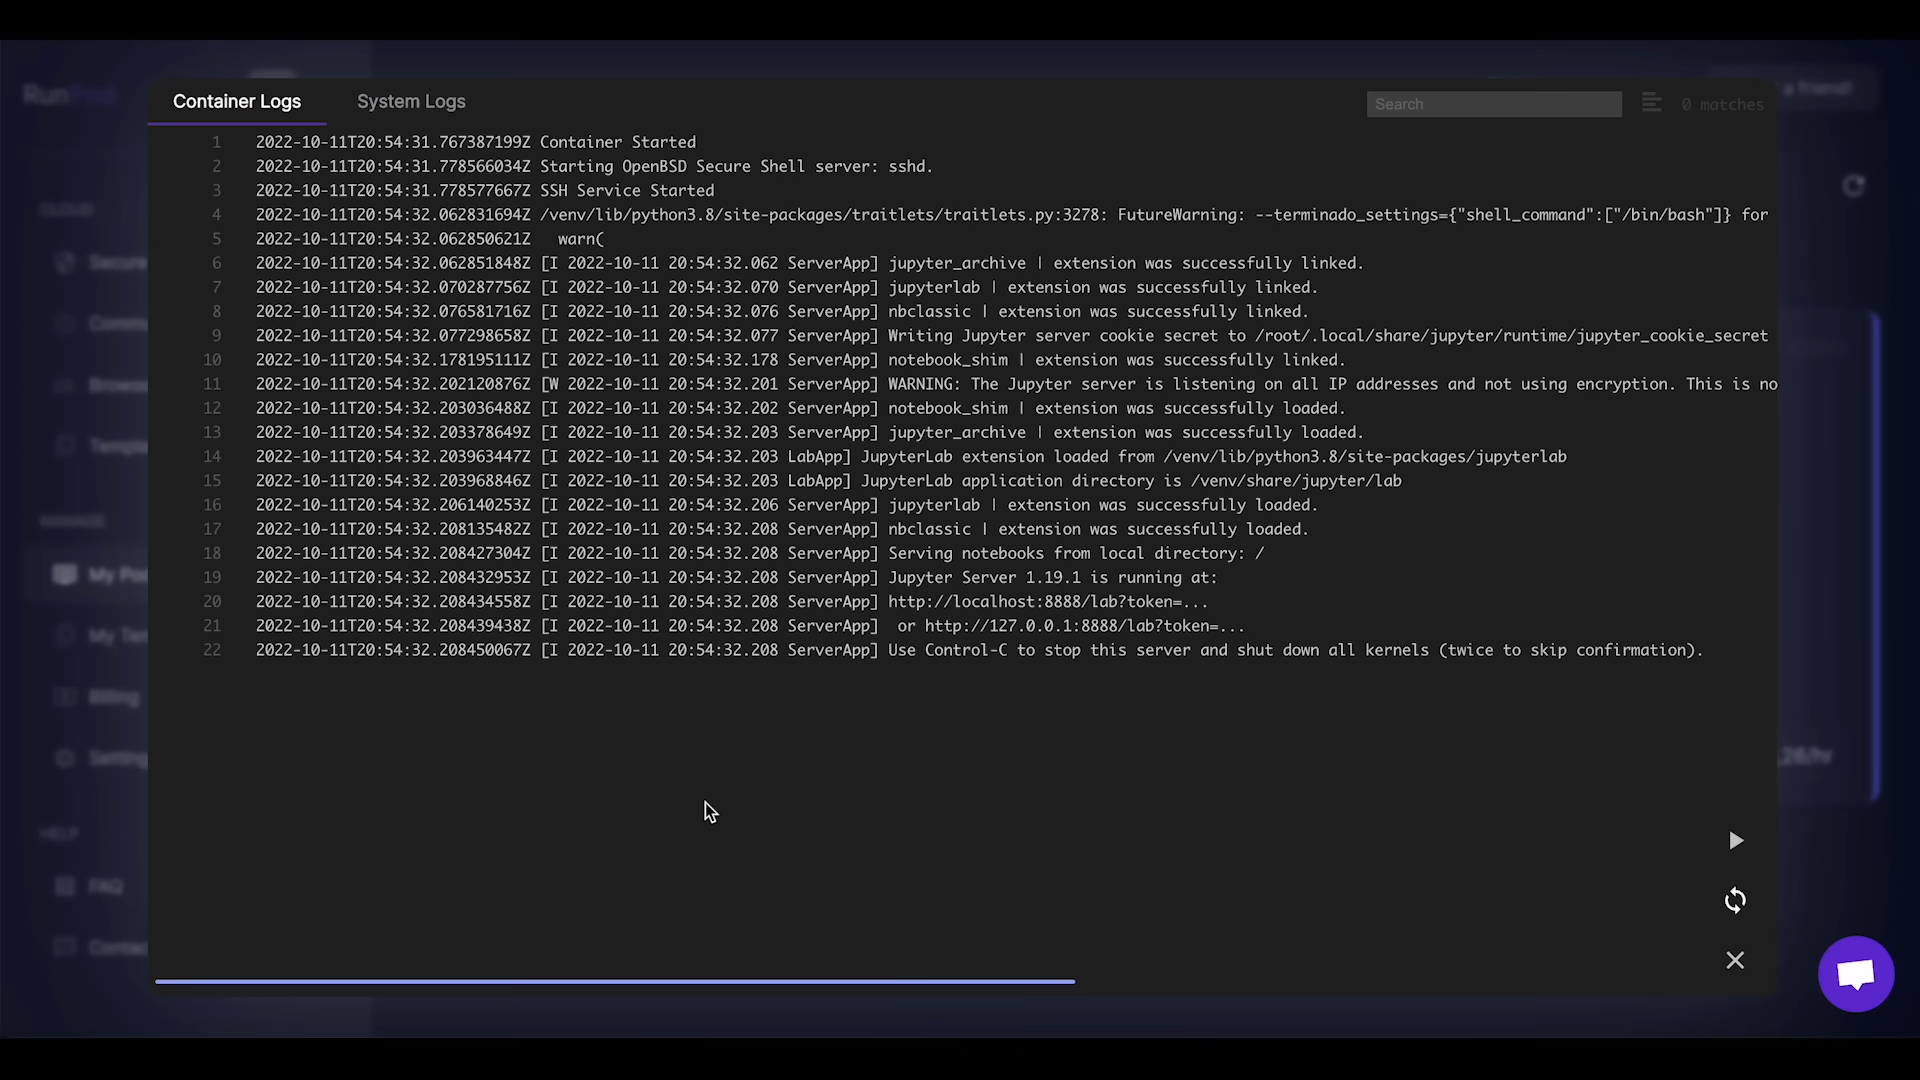 RunPod
a friend!
Container Logs
System Logs
Search
0 matches
1 2022-10-11T20:54:31.767387199Z Container Started
2 2022-10-11T20:54:31.778566034Z Starting OpenBSD Secure Shell server: sshd.
3 2022-10-11T20:54:31.778577667Z SSH Service Started
4 2022-10-11T20:54:32.062831694Z /venv/lib/python3.8/site-packages/traitlets/traitlets.py:3278: FutureWarning: --terminado_settings={"shell_command":["/bin/bash"]} for
5 2022-10-11T20:54:32.062850621Z   warn(
6 2022-10-11T20:54:32.062851848Z [I 2022-10-11 20:54:32.062 ServerApp] jupyter_archive | extension was successfully linked.
7 2022-10-11T20:54:32.070287756Z [I 2022-10-11 20:54:32.070 ServerApp] jupyterlab | extension was successfully linked.
8 2022-10-11T20:54:32.076581716Z [I 2022-10-11 20:54:32.076 ServerApp] nbclassic | extension was successfully linked.
9 2022-10-11T20:54:32.077298658Z [I 2022-10-11 20:54:32.077 ServerApp] Writing Jupyter server cookie secret to /root/.local/share/jupyter/runtime/jupyter_cookie_secret
10 2022-10-11T20:54:32.178195111Z [I 2022-10-11 20:54:32.178 ServerApp] notebook_shim | extension was successfully linked.
11 2022-10-11T20:54:32.202120876Z [W 2022-10-11 20:54:32.201 ServerApp] WARNING: The Jupyter server is listening on all IP addresses and not using encryption. This is no
12 2022-10-11T20:54:32.203036488Z [I 2022-10-11 20:54:32.202 ServerApp] notebook_shim | extension was successfully loaded.
13 2022-10-11T20:54:32.203378649Z [I 2022-10-11 20:54:32.203 ServerApp] jupyter_archive | extension was successfully loaded.
14 2022-10-11T20:54:32.203963447Z [I 2022-10-11 20:54:32.203 LabApp] JupyterLab extension loaded from /venv/lib/python3.8/site-packages/jupyterlab
15 2022-10-11T20:54:32.203968846Z [I 2022-10-11 20:54:32.203 LabApp] JupyterLab application directory is /venv/share/jupyter/lab
16 2022-10-11T20:54:32.206140253Z [I 2022-10-11 20:54:32.206 ServerApp] jupyterlab | extension was successfully loaded.
17 2022-10-11T20:54:32.208135482Z [I 2022-10-11 20:54:32.208 ServerApp] nbclassic | extension was successfully loaded.
18 2022-10-11T20:54:32.208427304Z [I 2022-10-11 20:54:32.208 ServerApp] Serving notebooks from local directory: /
19 2022-10-11T20:54:32.208432953Z [I 2022-10-11 20:54:32.208 ServerApp] Jupyter Server 1.19.1 is running at:
20 2022-10-11T20:54:32.208434558Z [I 2022-10-11 20:54:32.208 ServerApp] http://localhost:8888/lab?token=...
21 2022-10-11T20:54:32.208439438Z [I 2022-10-11 20:54:32.208 ServerApp]  or http://127.0.0.1:8888/lab?token=...
22 2022-10-11T20:54:32.208450067Z [I 2022-10-11 20:54:32.208 ServerApp] Use Control-C to stop this server and shut down all kernels (twice to skip confirmation).
CLOUD
Secure
Commu
Browse
Templa
MANAGE
My Pod
My Tem
Billing
Setting
HELP
FAQ
Contac